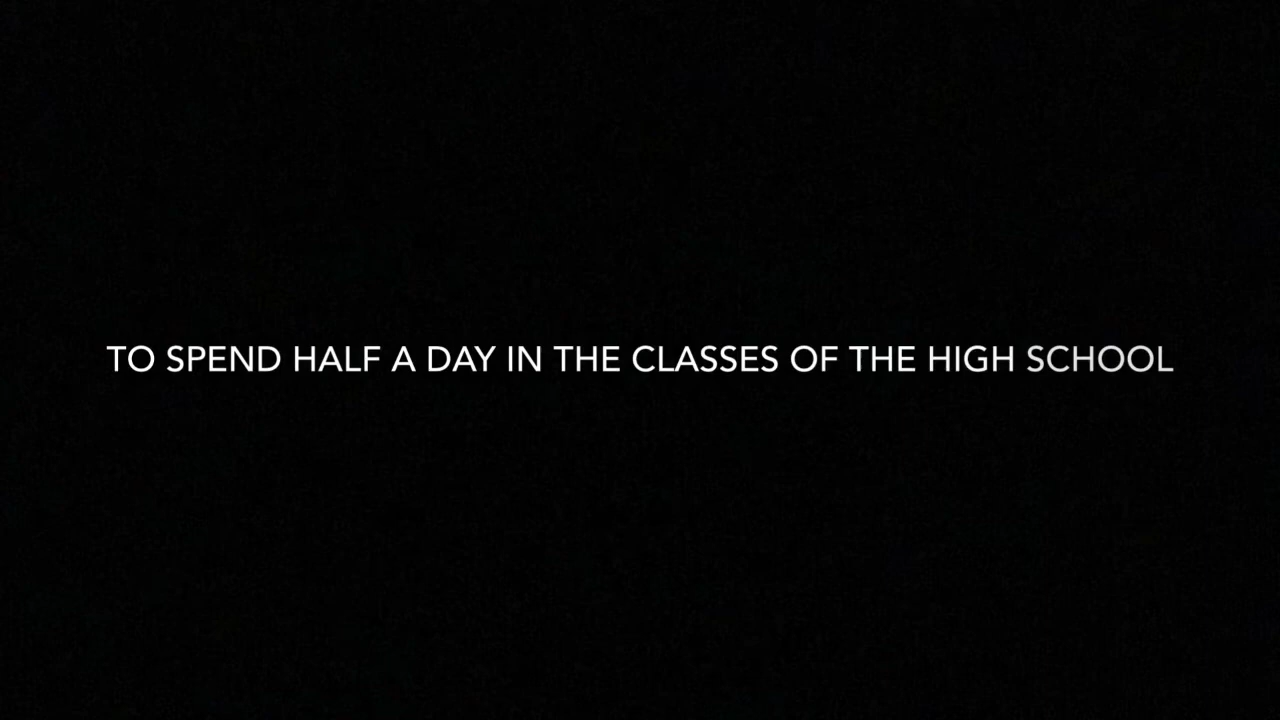 TO SPEND HALF A DAY IN THE CLASSES OF THE HIGH SCHOOL